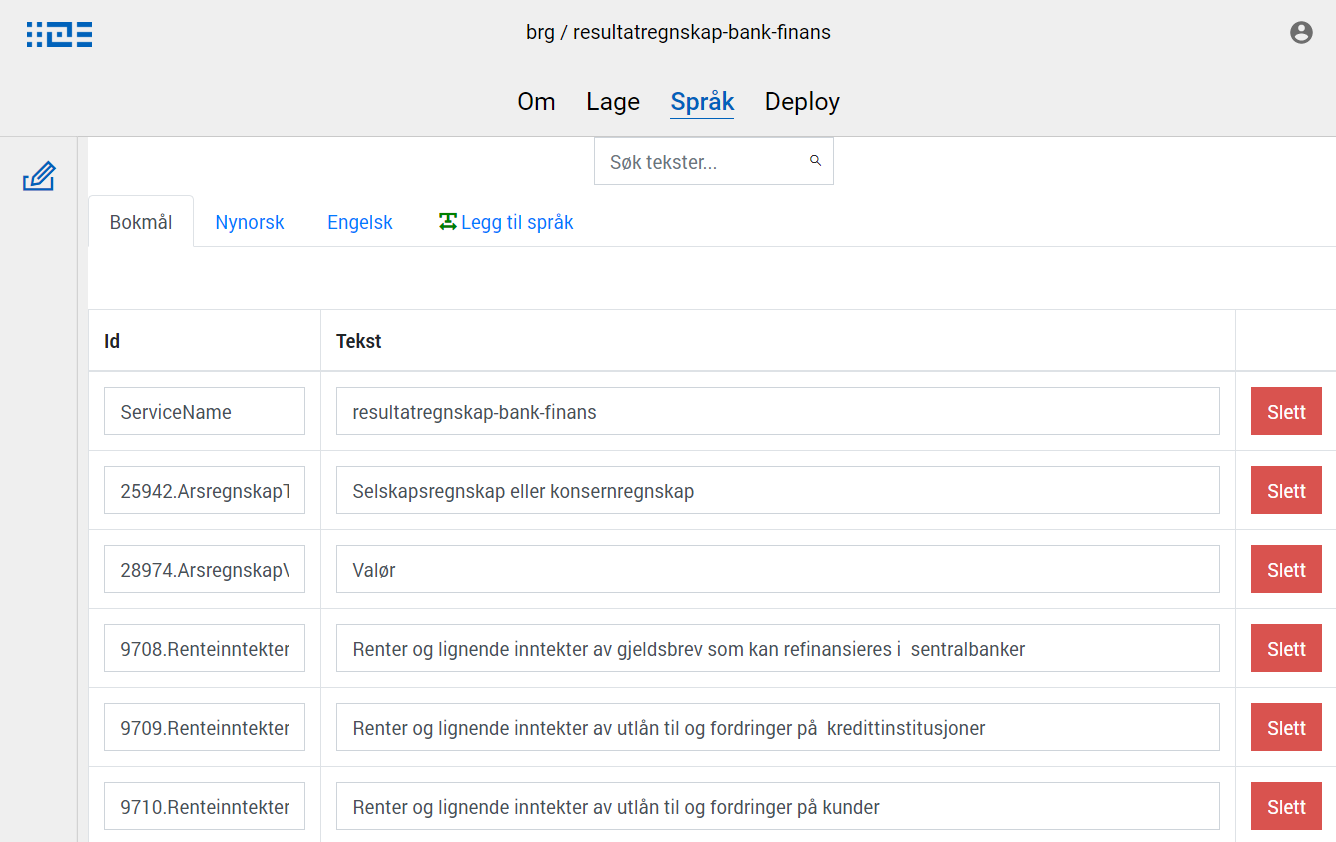 brg / resultatregnskap-bank-finans
Om Lage Språk Deploy
Søk tekster...
Bokmål Nynorsk Engelsk Legg til språk
Id Tekst
ServiceName resultatregnskap-bank-finans Slett
25942.ArsregnskapT Selskapsregnskap eller konsernregnskap Slett
28974.ArsregnskapV Valør Slett
9708.Renteinntekter Renter og lignende inntekter av gjeldsbrev som kan refinansieres i  sentralbanker Slett
9709.Renteinntekter Renter og lignende inntekter av utlån til og fordringer på  kredittinstitusjoner Slett
9710.Renteinntekter Renter og lignende inntekter av utlån til og fordringer på kunder Slett